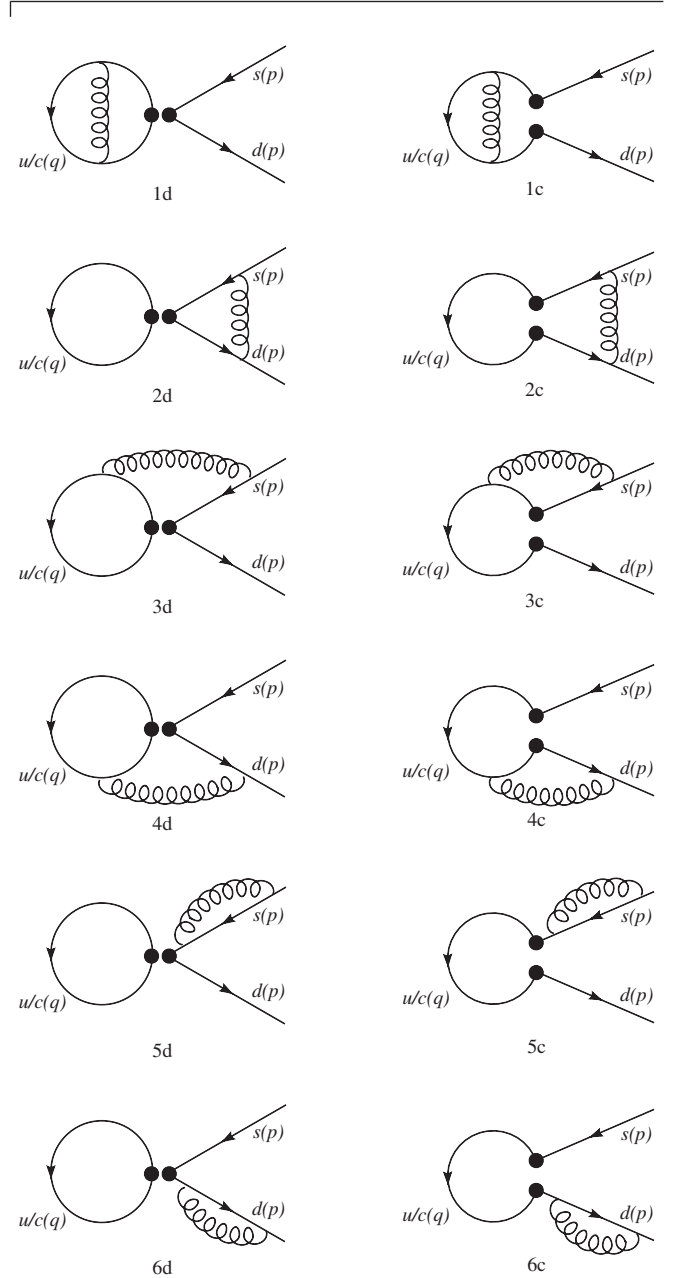 s(p) s(p)
u/c(q) d(p) u/c(q) d(p)
1d 1c
s(p) s(p)
u/c(q) d(p) u/c(q) d(p)
2d 2c
s(p) s(p)
u/c(q) d(p) u/c(q) d(p)
3d 3c
s(p) s(p)
u/c(q) d(p) u/c(q) d(p)
4d 4c
s(p) s(p)
u/c(q) d(p) u/c(q) d(p)
5d 5c
s(p) s(p)
u/c(q) d(p) u/c(q) d(p)
6d 6c